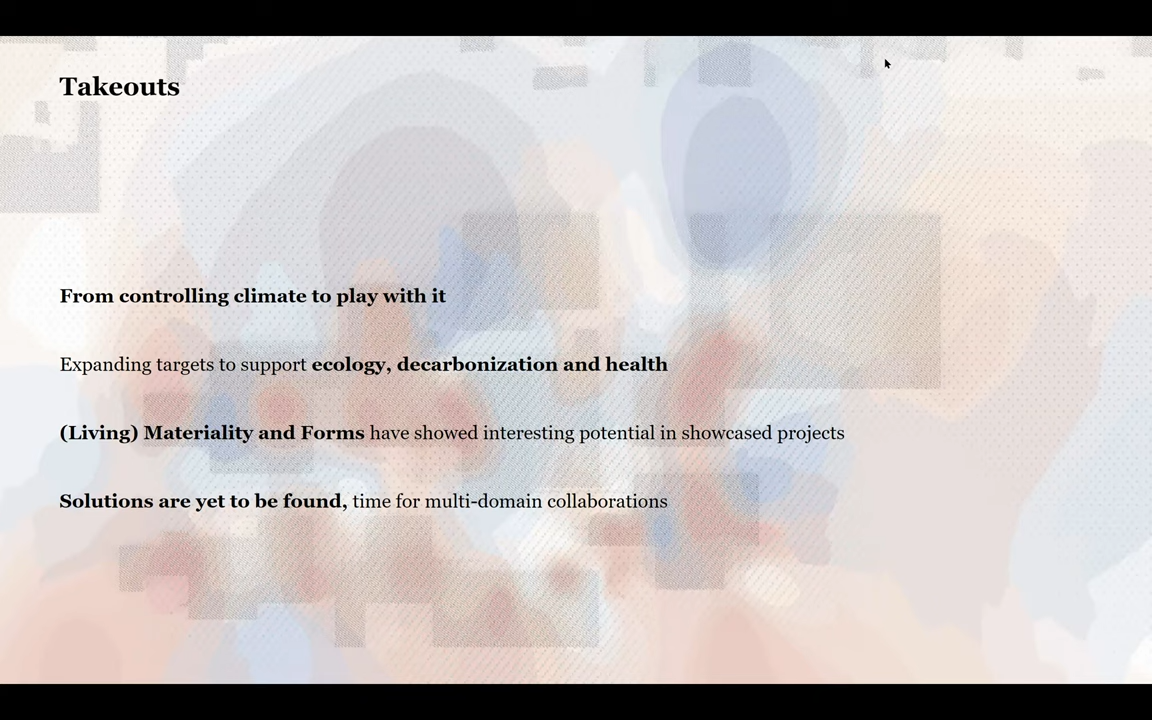 Takeouts
From controlling climate to play with it
Expanding targets to support ecology, decarbonization and health
(Living) Materiality and Forms have showed interesting potential in showcased projects
Solutions are yet to be found, time for multi-domain collaborations